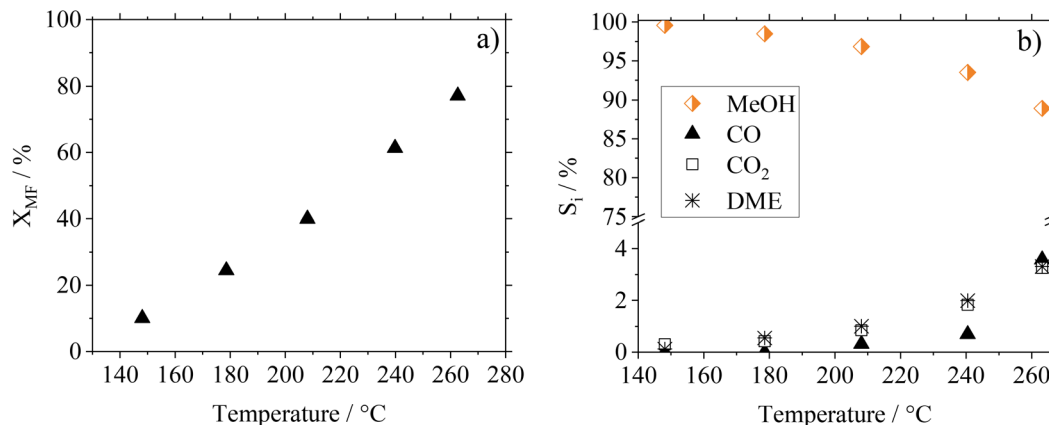 a)
100
80
60
40
20
0
X_MF / %
140 160 180 200 220 240 260 280
Temperature / °C
b)
100
95
90
85
80
75
4
2
0
S_i / %
MeOH
CO
CO₂
DME
140 160 180 200 220 240 260
Temperature / °C